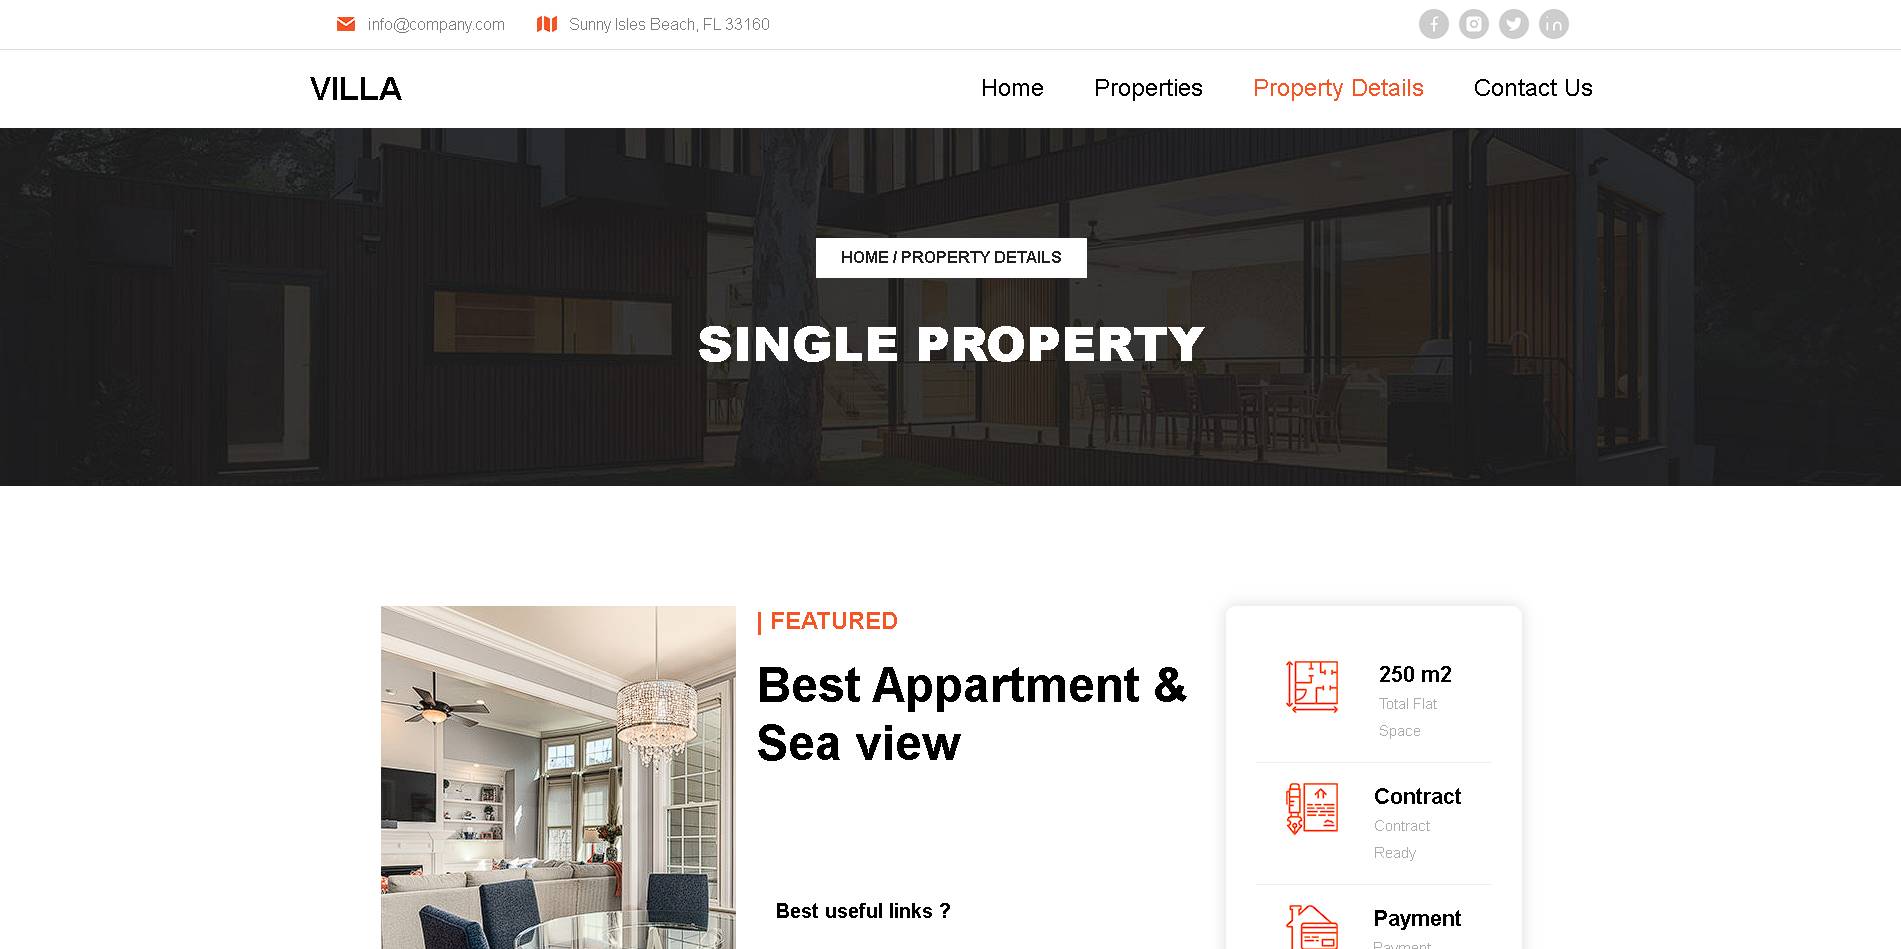 info@company.com
Sunny Isles Beach, FL 33160
VILLA
Home
Properties
Property Details
Contact Us
HOME / PROPERTY DETAILS
SINGLE PROPERTY
| FEATURED
Best Appartment &
Sea view
Best useful links ?
250 m2
Total Flat
Space
Contract
Contract
Ready
Payment
Payment